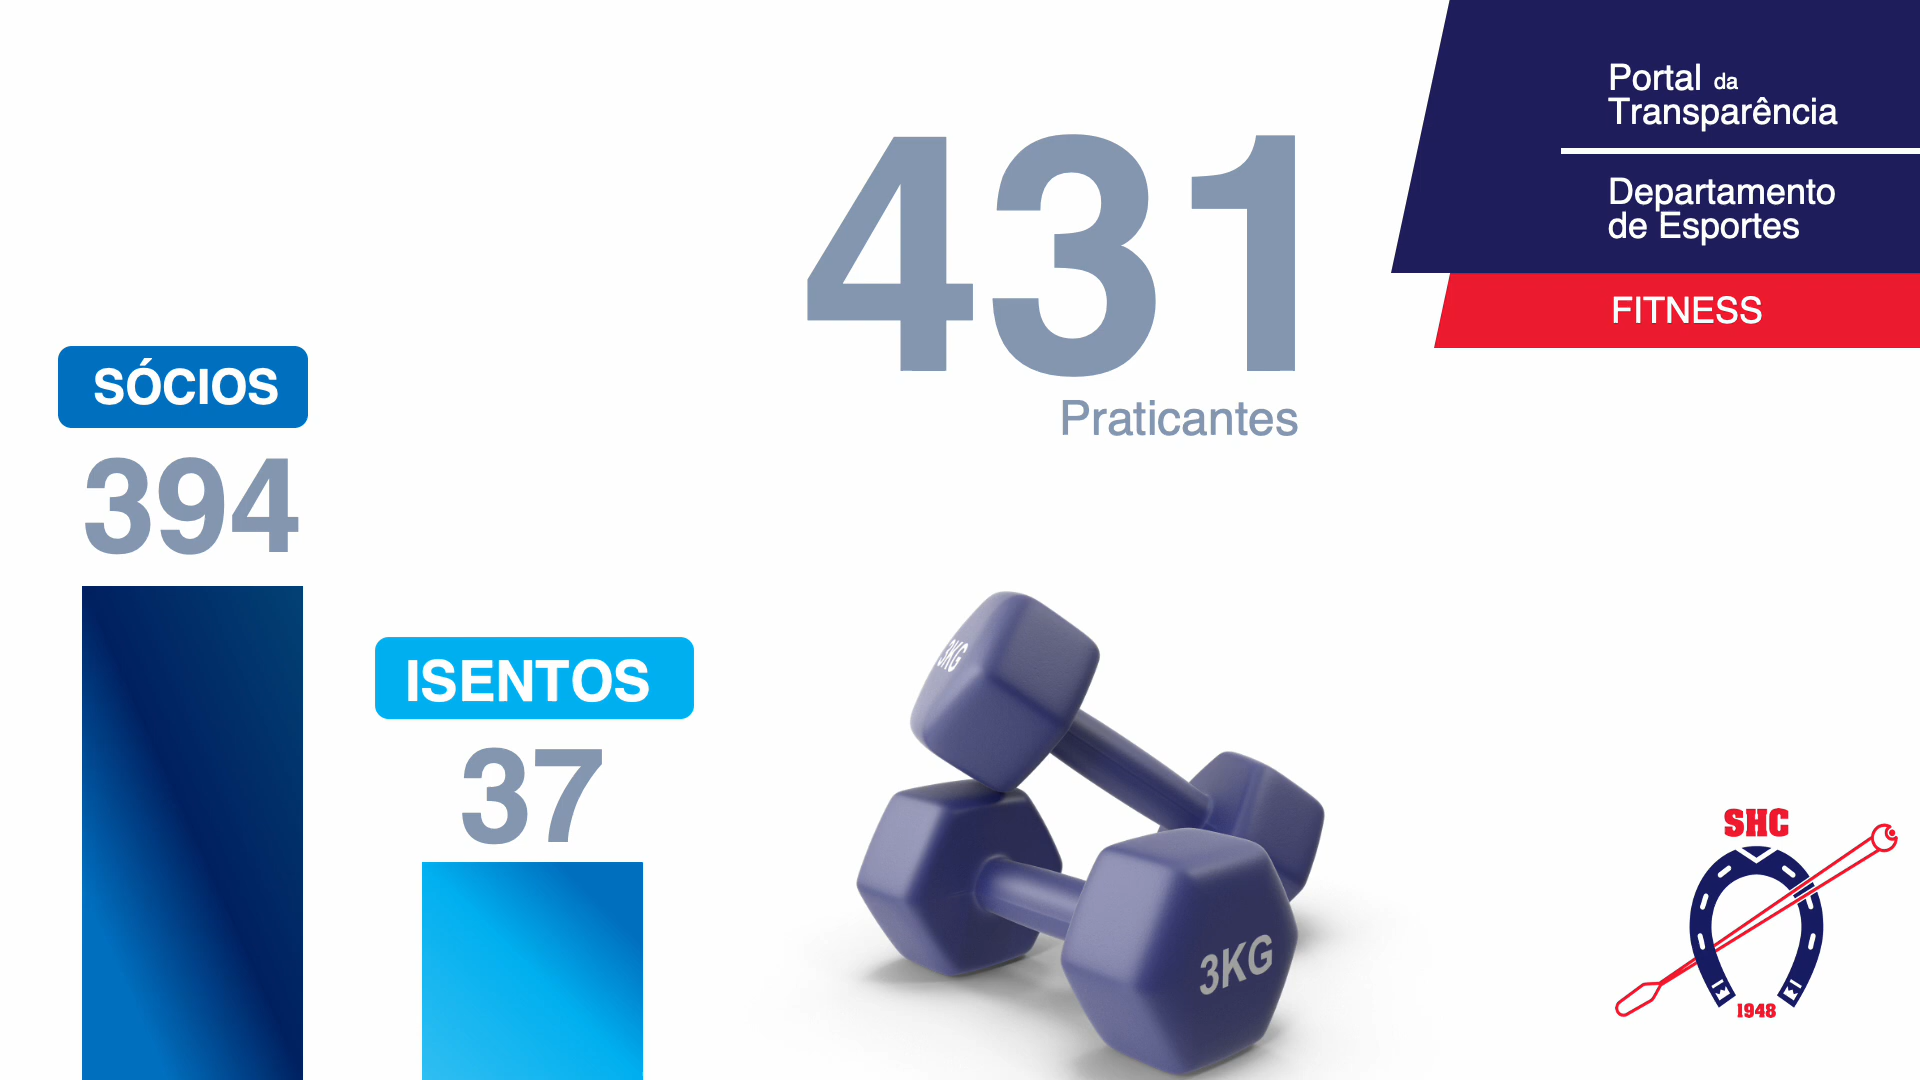 Portal da
Transparência
Departamento
de Esportes
FITNESS
431
Praticantes
SÓCIOS
394
ISENTOS
37
3KG
3KG
SHC
1948